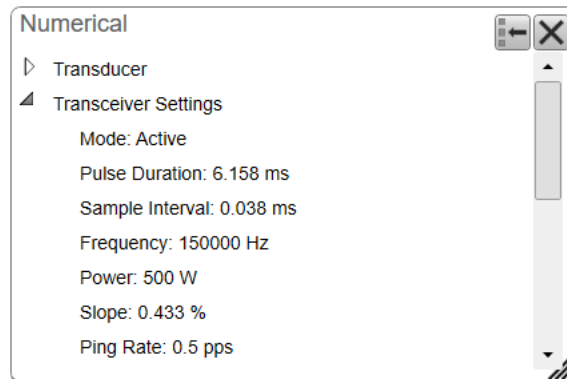 Numerical
Transducer
Transceiver Settings
Mode: Active
Pulse Duration: 6.158 ms
Sample Interval: 0.038 ms
Frequency: 150000 Hz
Power: 500 W
Slope: 0.433 %
Ping Rate: 0.5 pps